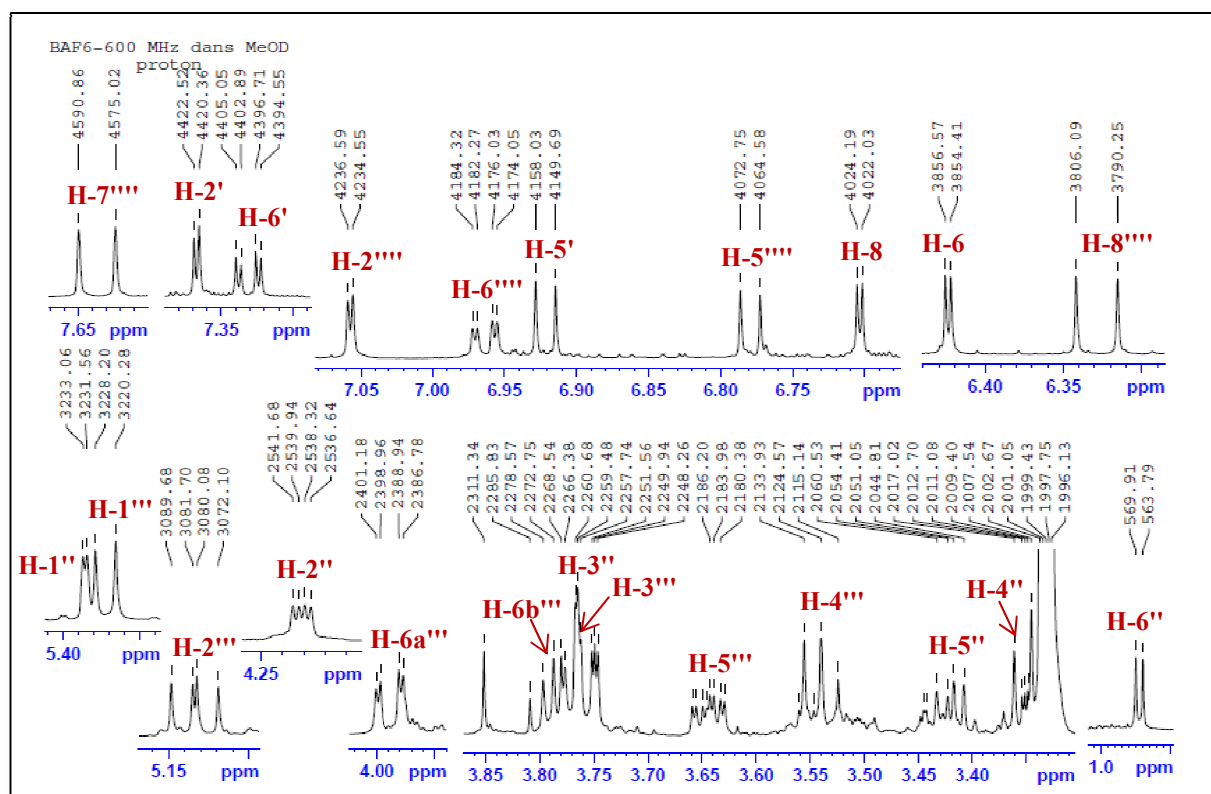 BAF6-600 MHz dans MeOD
proton
4590.86
4575.02
4422.52
4420.36
4405.05
4402.89
4396.71
4394.55
4236.59
4234.55
4184.32
4182.27
4176.03
4174.05
4158.03
4149.69
4072.75
4064.58
4024.19
4022.03
3856.57
3854.41
3806.09
3790.25
H-7''''
H-2'
H-6'
H-2''''
H-6''''
H-5'
H-5''''
H-8
H-6
H-8''''
7.65 ppm
7.35 ppm
7.05 7.00 6.95 6.90 6.85 6.80 6.75 ppm
6.40 6.35 ppm
3233.06
3231.56
3228.20
3220.28
3089.68
3081.70
3080.08
3072.10
2541.68
2539.94
2538.32
2536.64
2401.18
2398.96
2388.94
2386.78
2311.34
2285.83
2278.57
2272.75
2268.54
2266.38
2260.68
2259.48
2257.74
2251.56
2249.94
2248.26
2186.20
2183.98
2180.38
2133.93
2124.57
2115.14
2060.53
2054.41
2051.05
2044.81
2017.02
2012.70
2011.08
2009.40
2007.54
2002.67
2001.05
1999.43
1997.75
1996.13
569.91
563.79
H-1''
H-1'''
H-2'''
H-2''
H-6a'''
H-6b'''
H-3''
H-3'''
H-5'''
H-4'''
H-5''
H-4''
H-6''
5.40 ppm
5.15 ppm
4.25 ppm
4.00 ppm
3.85 3.80 3.75 3.70 3.65 3.60 3.55 3.50 3.45 3.40 ppm
1.0 ppm